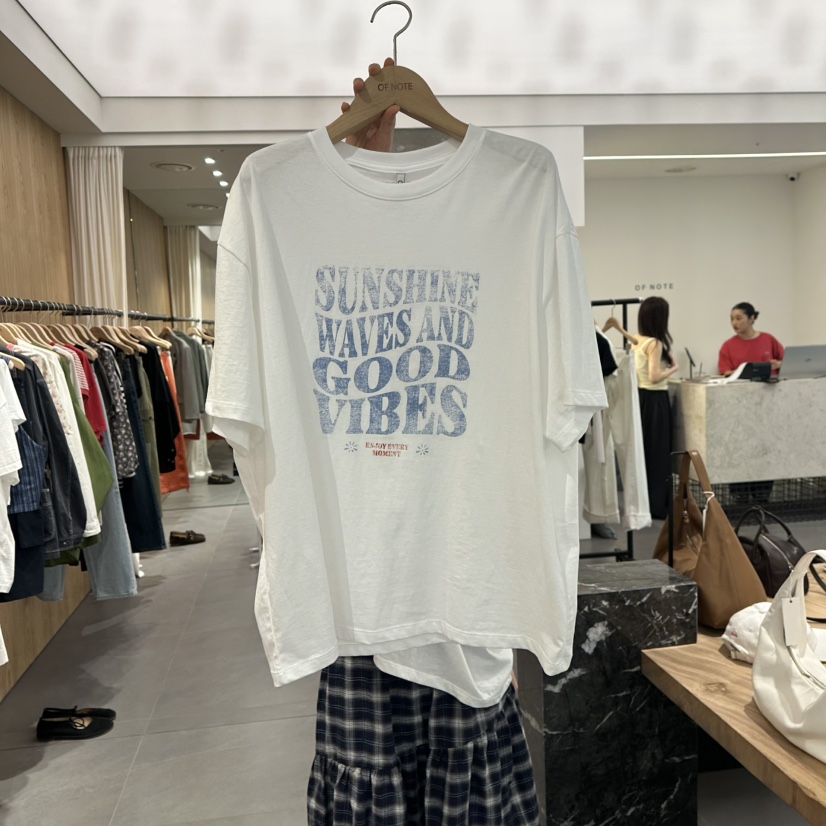 OF NOTE
SUNSHINE
WAVES AND
GOOD
VIBES
ENJOY EVERY
MOMENT
OF NOTE